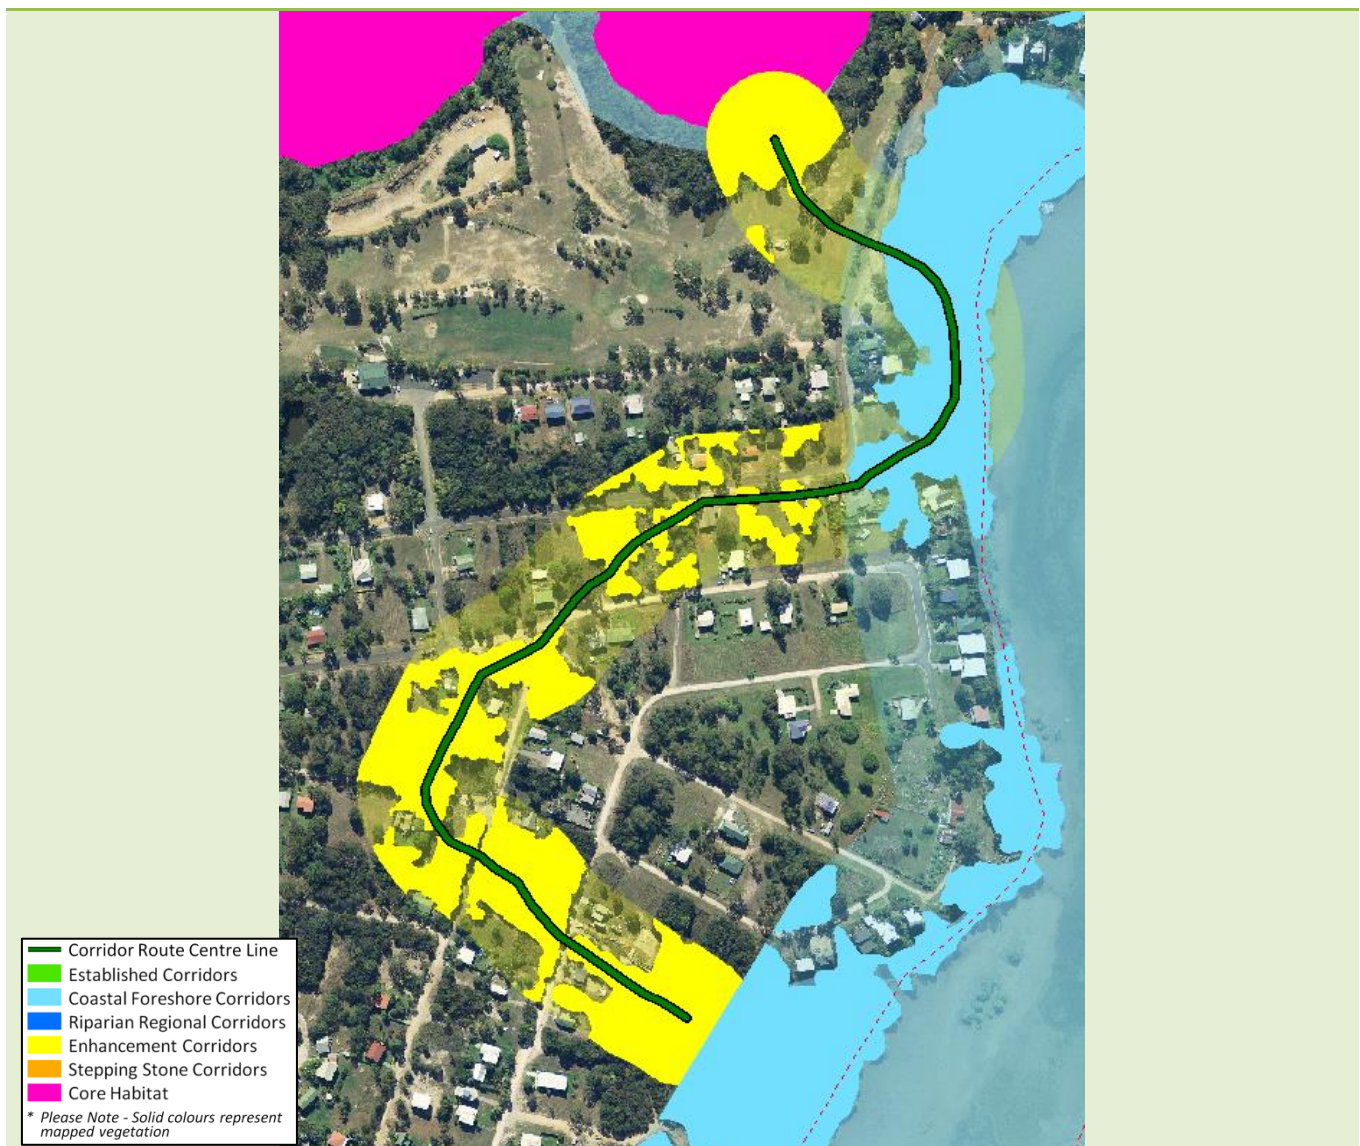 Corridor Route Centre Line
Established Corridors
Coastal Foreshore Corridors
Riparian Regional Corridors
Enhancement Corridors
Stepping Stone Corridors
Core Habitat
* Please Note - Solid colours represent
mapped vegetation